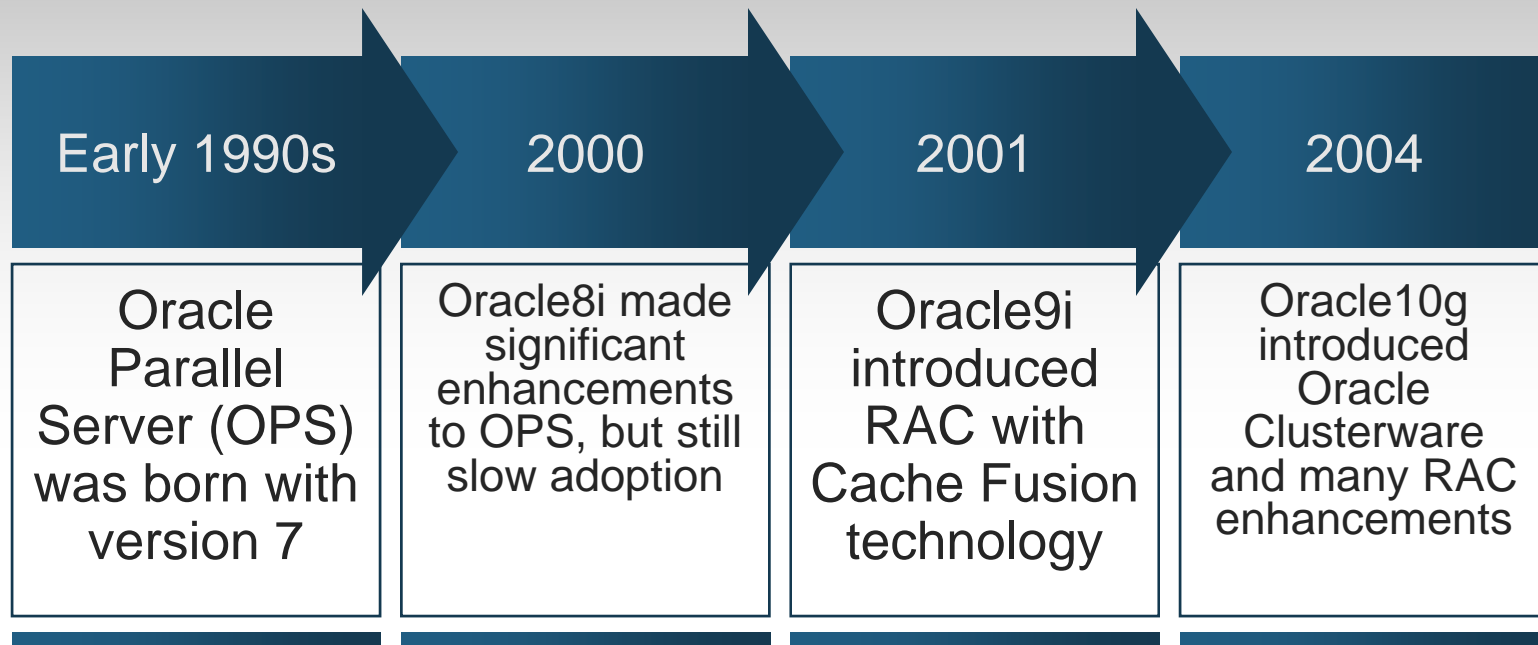 Early 1990s
2000
2001
2004
Oracle
Parallel
Server (OPS)
was born with
version 7
Oracle8i made
significant
enhancements
to OPS, but still
slow adoption
Oracle9i
introduced
RAC with
Cache Fusion
technology
Oracle10g
introduced
Oracle
Clusterware
and many RAC
enhancements